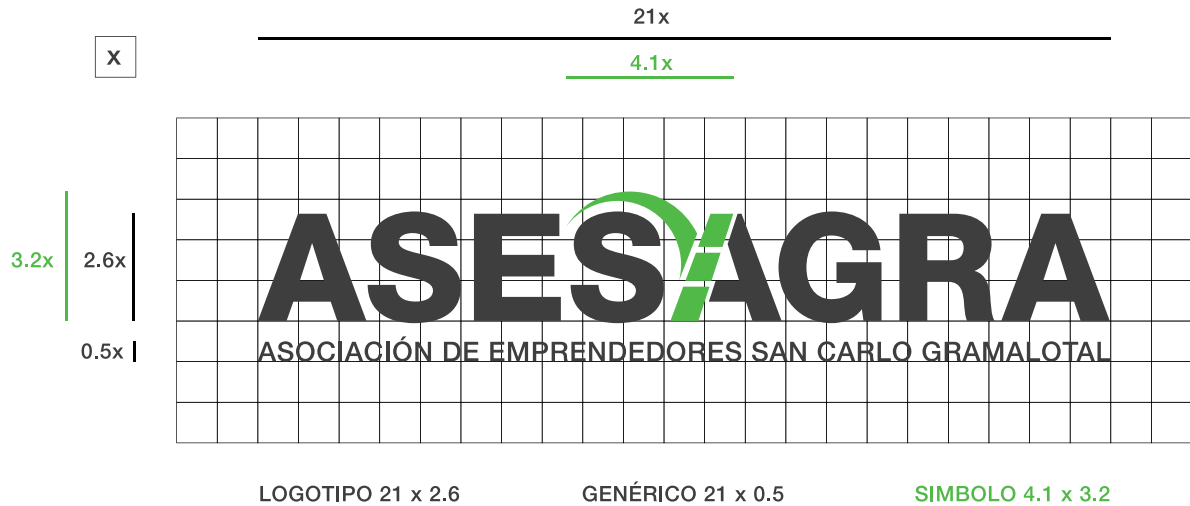 21x
X
4.1x
ASESAGRA
3.2x
2.6x
0.5x
ASOCIACIÓN DE EMPRENDEDORES SAN CARLO GRAMALOTAL
LOGOTIPO 21 x 2.6
GENÉRICO 21 x 0.5
SIMBOLO 4.1 x 3.2